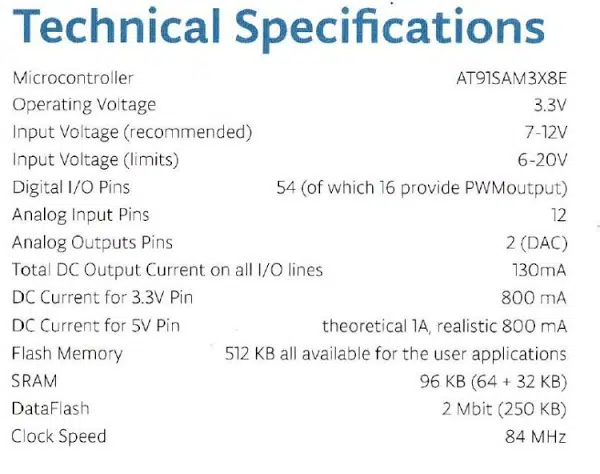 Technical Specifications
Microcontroller AT91SAM3X8E
Operating Voltage 3.3V
Input Voltage (recommended) 7-12V
Input Voltage (limits) 6-20V
Digital I/O Pins 54 (of which 16 provide PWMoutput)
Analog Input Pins 12
Analog Outputs Pins 2 (DAC)
Total DC Output Current on all I/O lines 130mA
DC Current for 3.3V Pin 800 mA
DC Current for 5V Pin theoretical 1A, realistic 800 mA
Flash Memory 512 KB all available for the user applications
SRAM 96 KB (64 + 32 KB)
DataFlash 2 Mbit (250 KB)
Clock Speed 84 MHz